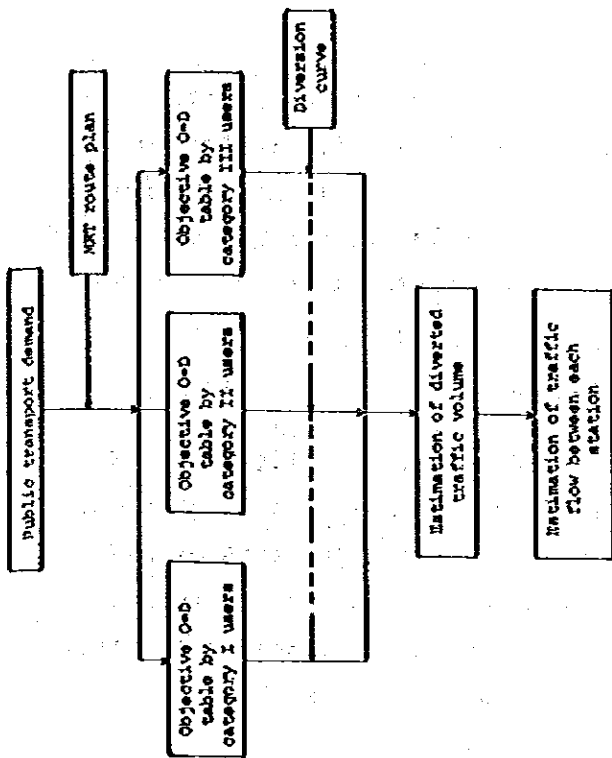 Public transport demand
MRT route plan
Objective O-D
table by
category I users
Objective O-D
table by
category II users
Objective O-D
table by
category III users
Diversion
curve
Estimation of diverted
traffic volume
Estimation of traffic
flow between each
station